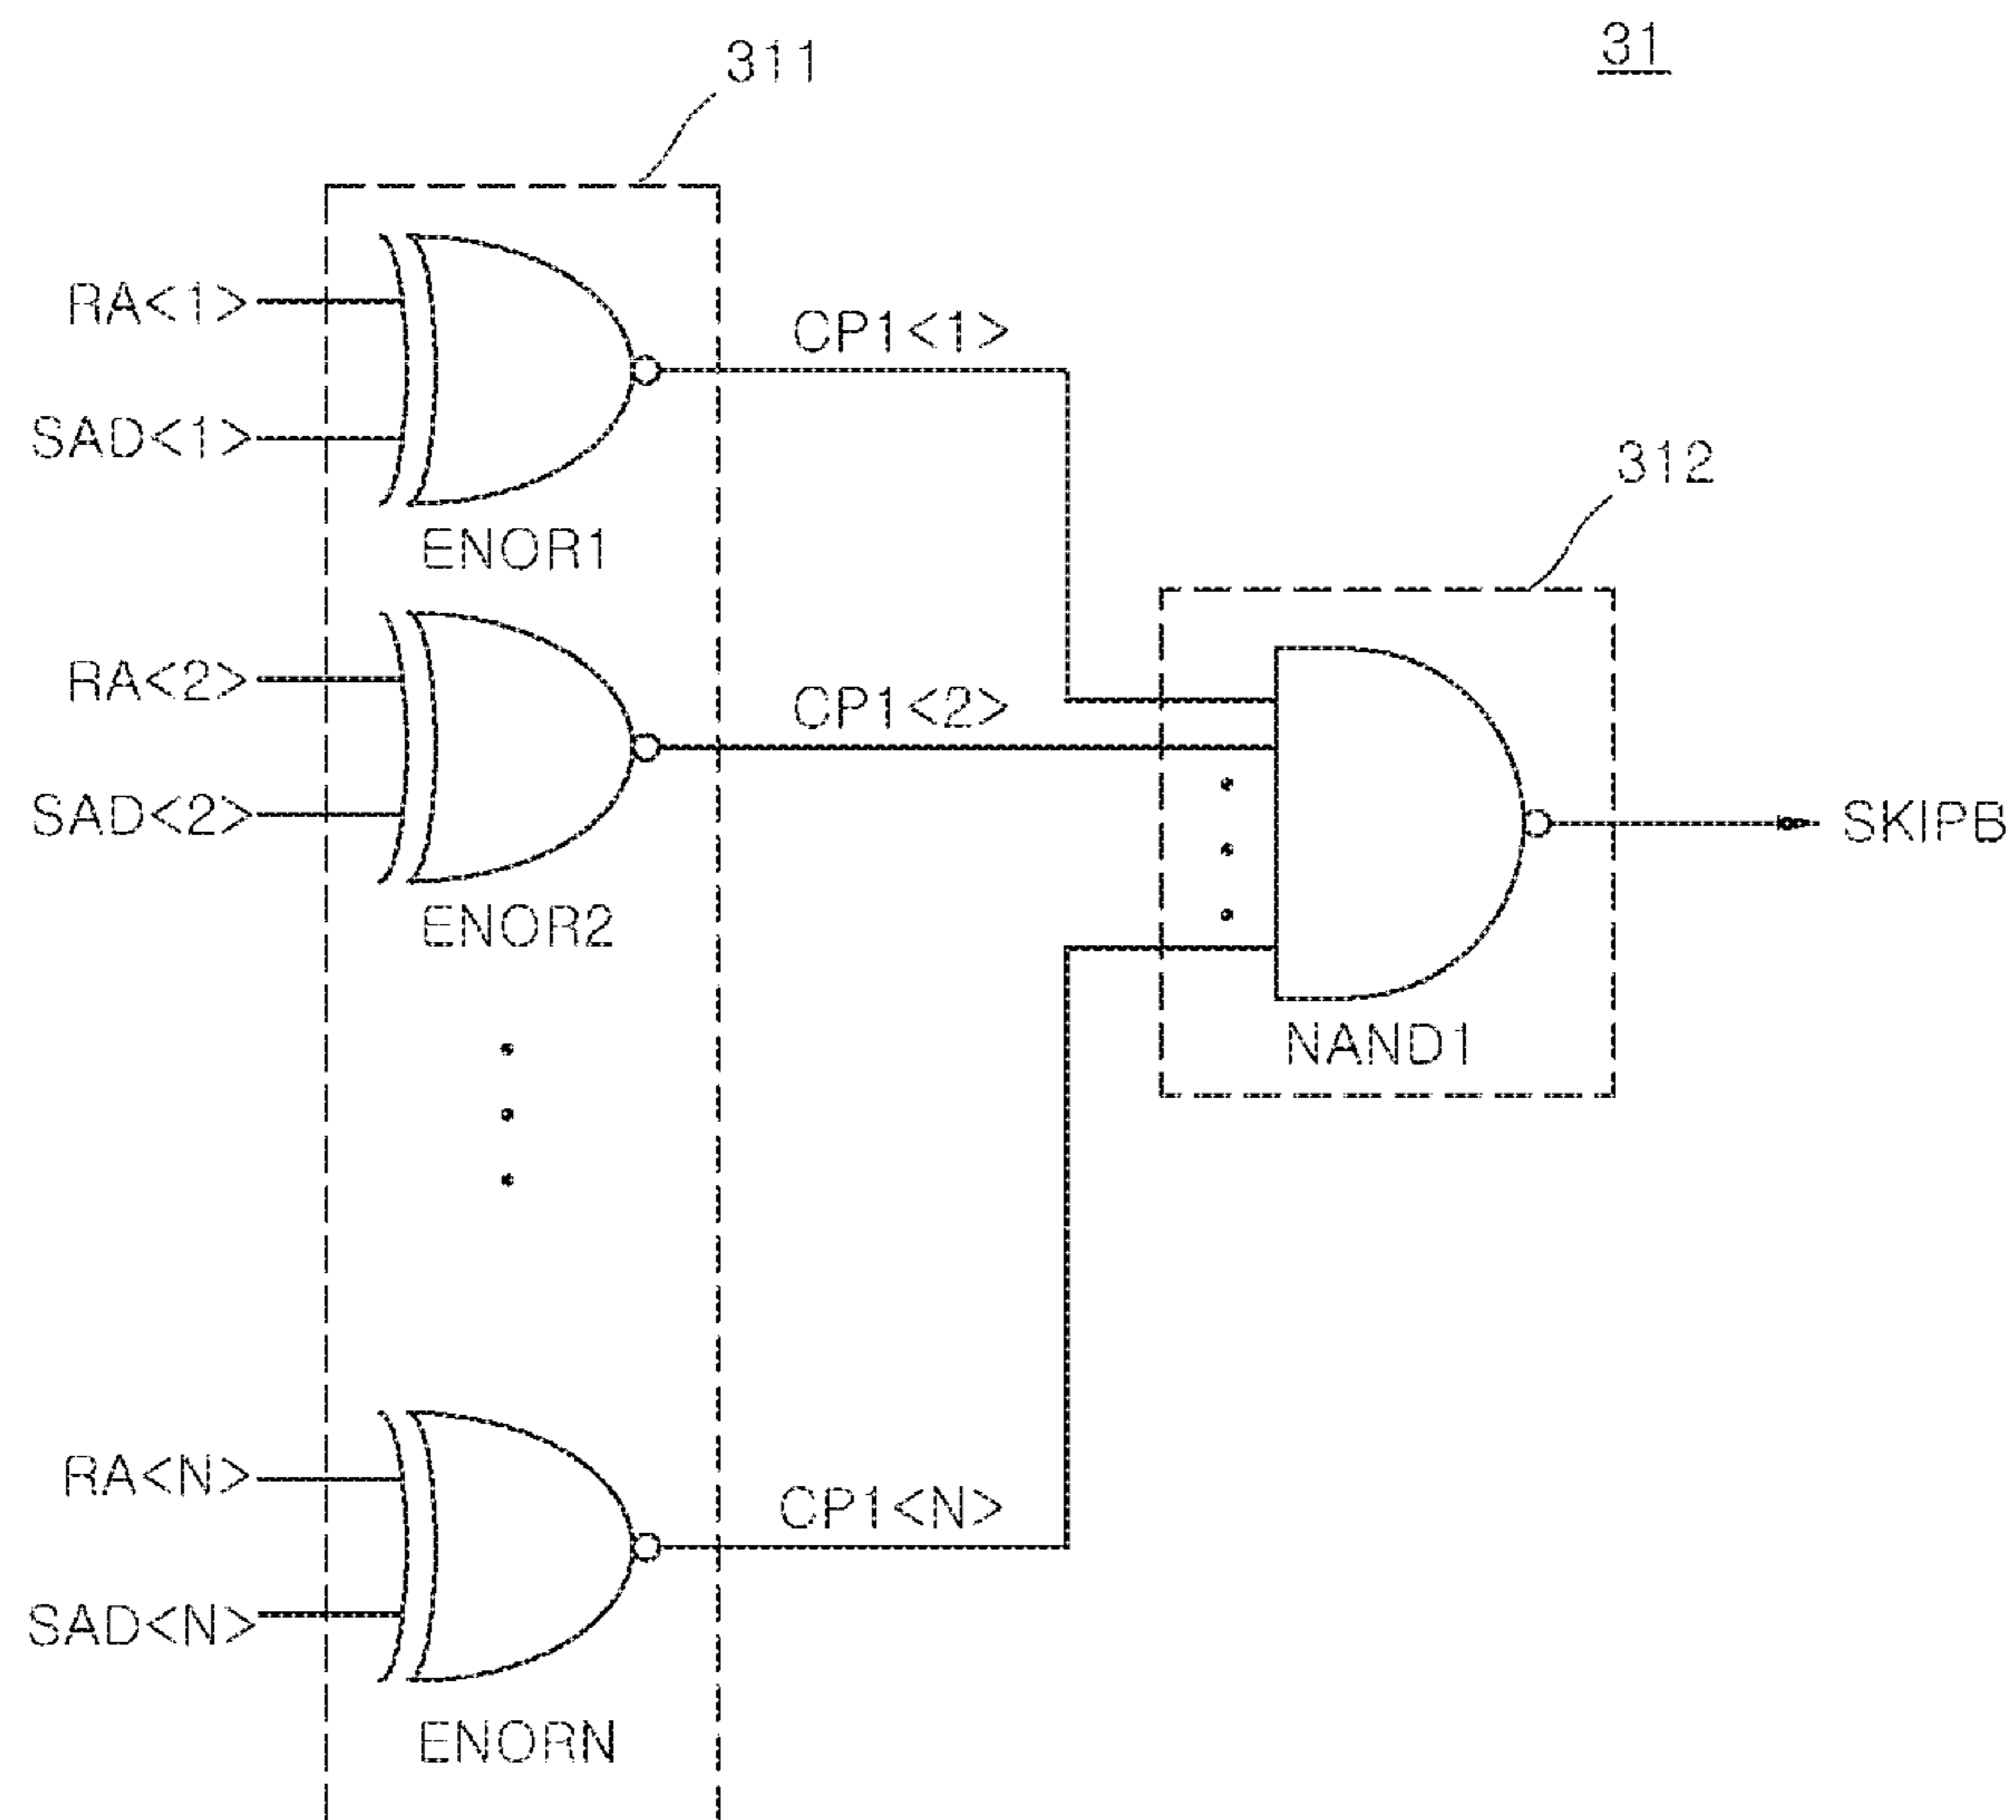 31
311
RA<1>
SAD<1>
CP1<1>
ENOR1
312
RA<2>
SAD<2>
CP1<2>
ENOR2
SKIPB
NAND1
RA<N>
SAD<N>
CP1<N>
ENORN